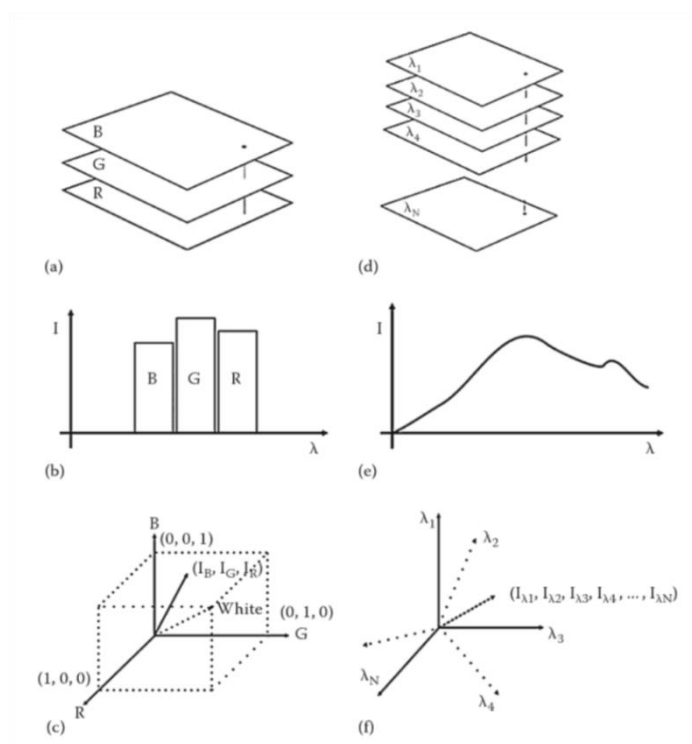 B
G
R
(a)
λ1
λ2
λ3
λ4
λN
(d)
I
B
G
R
λ
(b)
I
λ
(e)
B
(0, 0, 1)
(IB, IG, IR)
White
(0, 1, 0)
G
(1, 0, 0)
R
(c)
λ1
λ2
(Iλ1, Iλ2, Iλ3, Iλ4, ..., IλN)
λ3
λN
λ4
(f)